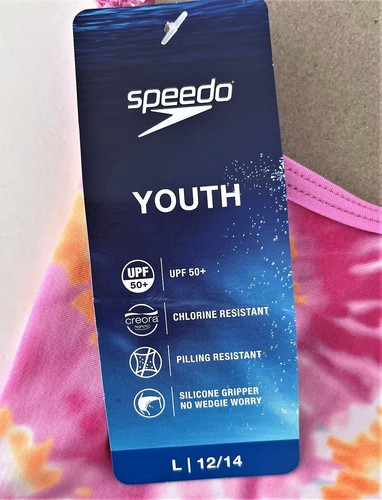 speedo
YOUTH
UPF
50+
UPF 50+
creora
CHLORINE RESISTANT
PILLING RESISTANT
SILICONE GRIPPER
NO WEDGIE WORRY
L | 12/14